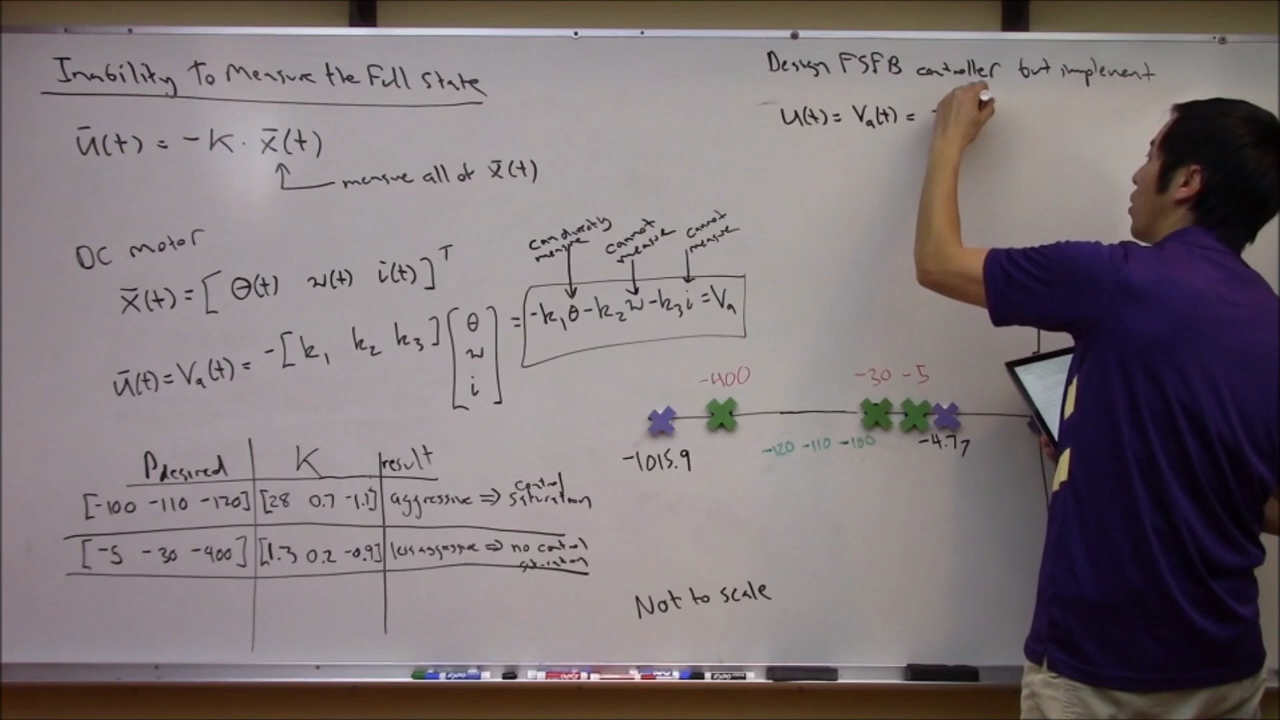 Inability To Measure the Full State
ū(t) = -K · x̄(t)
measure all of x̄(t)
DC motor
x̄(t) = [ θ(t) w(t) i(t) ]ᵀ
ū(t) = Vₐ(t) = -[ k₁ k₂ k₃ ] [ θ w i ] = -k₁θ - k₂w - k₃i = Vₐ
can directly measure
cannot measure
cannot measure
Pdesired K result
[-100 -110 -120] [28 0.7 -1.1] aggressive ⇒ control saturation
[-5 -30 -400] [1.3 0.2 -0.9] less aggressive ⇒ no control saturation
Design FSFB controller but implement
u(t) = Vₐ(t) = -
-400 -30 -5
-1015.9 -120 -110 -100 -4.77
Not to scale